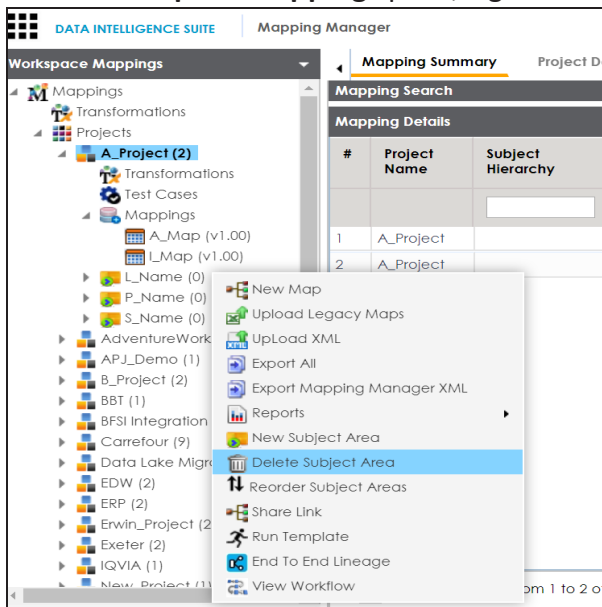 DATA INTELLIGENCE SUITE Mapping Manager
Workspace Mappings
Mappings
Transformations
Projects
A_Project (2)
Transformations
Test Cases
Mappings
A_Map (v1.00)
I_Map (v1.00)
L_Name (0)
P_Name (0)
S_Name (0)
AdventureWork
APJ_Demo (1)
B_Project (2)
BBT (1)
BFSI Integration
Carrefour (9)
Data Lake Migr
EDW (2)
ERP (2)
Erwin_Project (2
Exeter (2)
IQVIA (1)
New_Project (1)
Mapping Summary Project D
Mapping Search
Mapping Details
# Project Name Subject Hierarchy
1 A_Project
2 A_Project
New Map
Upload Legacy Maps
UpLoad XML
Export All
Export Mapping Manager XML
Reports
New Subject Area
Delete Subject Area
Reorder Subject Areas
Share Link
Run Template
End To End Lineage
View Workflow
om 1 to 2 o